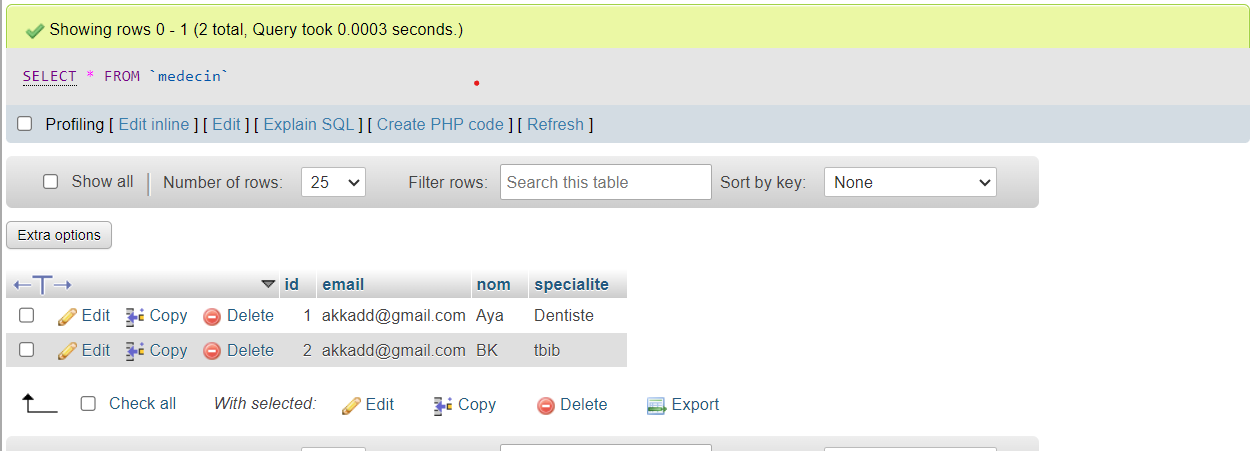 Showing rows 0 - 1 (2 total, Query took 0.0003 seconds.)
SELECT * FROM `medecin`
Profiling [ Edit inline ] [ Edit ] [ Explain SQL ] [ Create PHP code ] [ Refresh ]
Show all | Number of rows: 25 Filter rows: Search this table Sort by key: None
Extra options
←T→ id email nom specialite
Edit Copy Delete 1 akkadd@gmail.com Aya Dentiste
Edit Copy Delete 2 akkadd@gmail.com BK tbib
Check all With selected: Edit Copy Delete Export